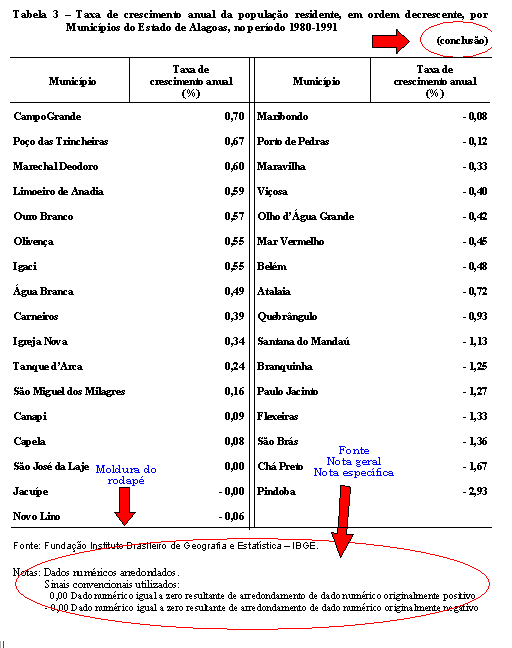 Tabela 3 – Taxa de crescimento anual da população residente, em ordem decrescente, por
Municípios do Estado de Alagoas, no período 1980-1991
(conclusão)
Município Taxa de crescimento anual (%) Município Taxa de crescimento anual (%)
Campo Grande 0,70 Maribondo - 0,08
Poço das Trincheiras 0,67 Porto de Pedras - 0,12
Marechal Deodoro 0,60 Maravilha - 0,33
Limoeiro de Anadia 0,59 Viçosa - 0,40
Ouro Branco 0,57 Olho d'Água Grande - 0,42
Olivença 0,55 Mar Vermelho - 0,45
Igaci 0,55 Belém - 0,48
Água Branca 0,49 Atalaia - 0,72
Carneiros 0,39 Quebrângulo - 0,93
Igreja Nova 0,34 Santana do Mandaú - 1,13
Tanque d'Arca 0,24 Branquinha - 1,25
São Miguel dos Milagres 0,16 Paulo Jacinto - 1,27
Canapi 0,09 Flexeiras - 1,33
Capela 0,08 São Brás - 1,36
São José da Laje 0,00 Chá Preto - 1,67
Jacuípe - 0,00 Pindoba - 2,93
Novo Lino - 0,06
Moldura do
rodapé
Fonte
Nota geral
Nota específica
Fonte: Fundação Instituto Brasileiro de Geografia e Estatística – IBGE.
Notas: Dados numéricos arredondados.
Sinais convencionais utilizados:
0,00 Dado numérico igual a zero resultante de arredondamento de dado numérico originalmente positivo
- 0,00 Dado numérico igual a zero resultante de arredondamento de dado numérico originalmente negativo